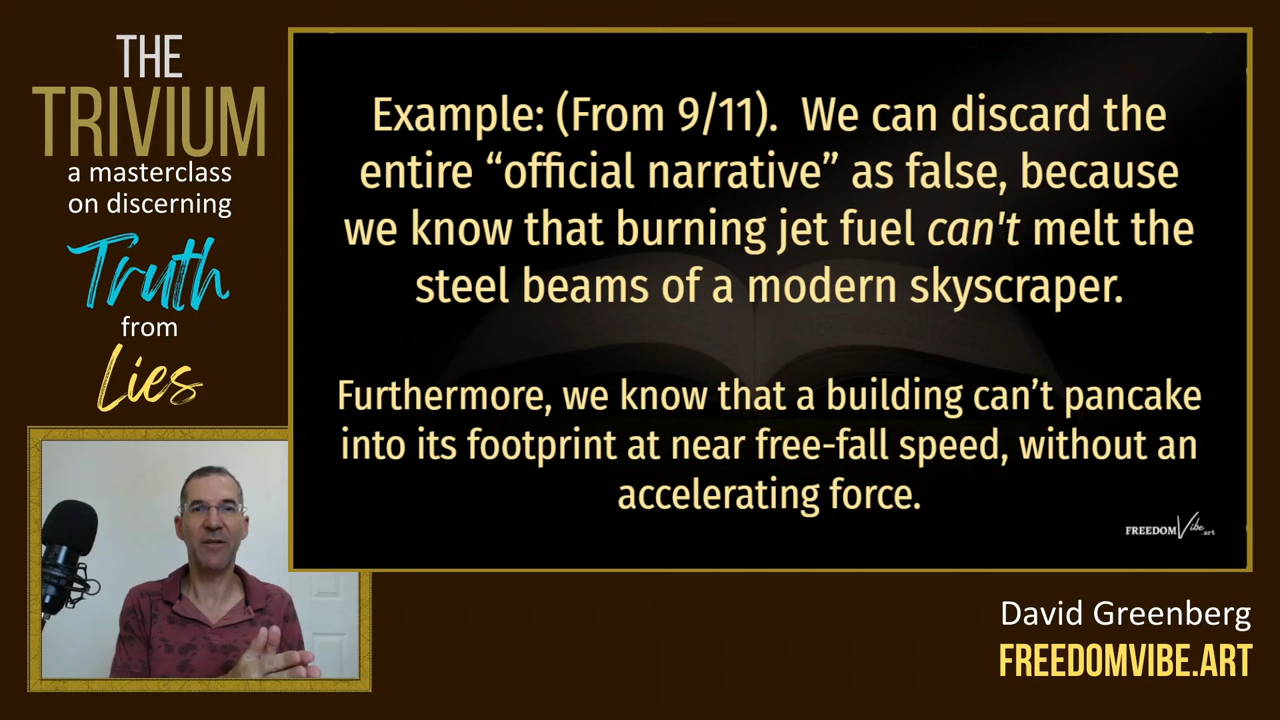 THE
TRIVIUM
a masterclass
on discerning
Truth
from
Lies
Example: (From 9/11).  We can discard the
entire “official narrative” as false, because
we know that burning jet fuel can't melt the
steel beams of a modern skyscraper.
Furthermore, we know that a building can’t pancake
into its footprint at near free-fall speed, without an
accelerating force.
FREEDOMVibe.art
David Greenberg
FREEDOMVIBE.ART